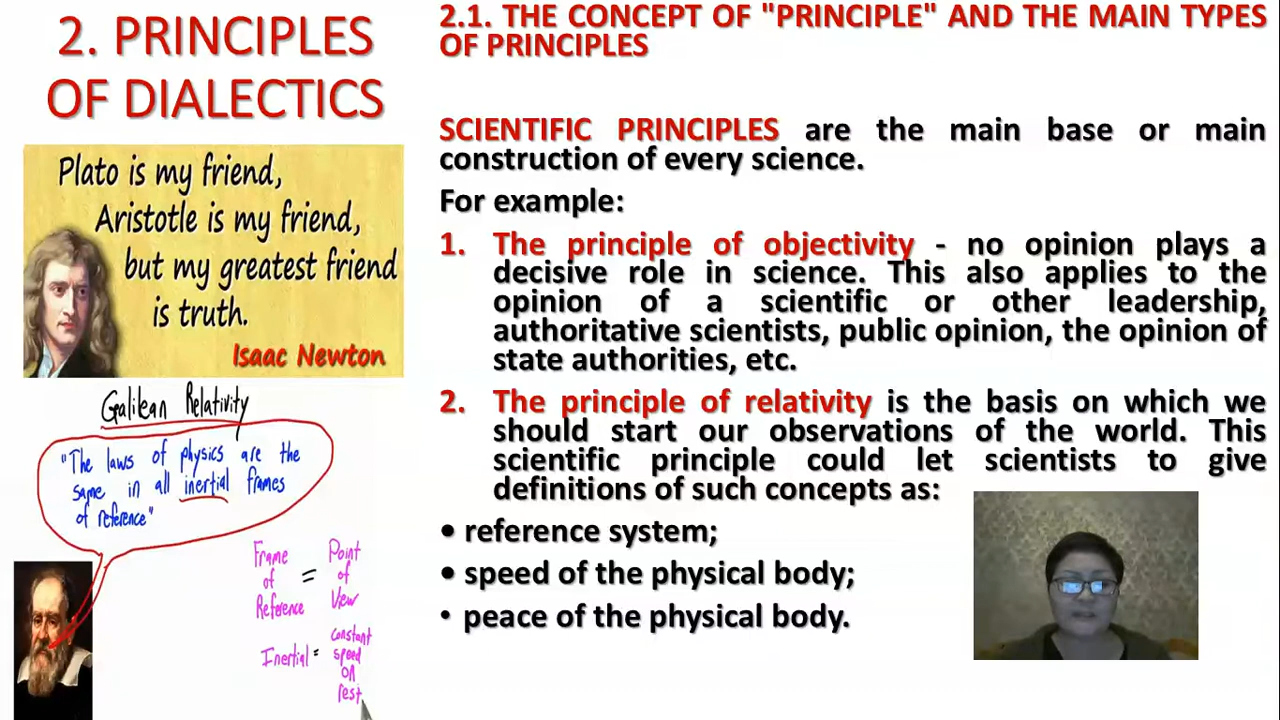 2. PRINCIPLES
OF DIALECTICS
Plato is my friend,
Aristotle is my friend,
but my greatest friend
is truth.
Isaac Newton
Galilean Relativity
"The laws of physics are the
same in all inertial frames
of reference"
Frame
of
Reference
=
Point
of
View
Inertial =
constant
speed
or
rest
2.1. THE CONCEPT OF "PRINCIPLE" AND THE MAIN TYPES
OF PRINCIPLES
SCIENTIFIC PRINCIPLES are the main base or main
construction of every science.
For example:
1. The principle of objectivity - no opinion plays a
decisive role in science. This also applies to the
opinion of a scientific or other leadership,
authoritative scientists, public opinion, the opinion of
state authorities, etc.
2. The principle of relativity is the basis on which we
should start our observations of the world. This
scientific principle could let scientists to give
definitions of such concepts as:
• reference system;
• speed of the physical body;
• peace of the physical body.